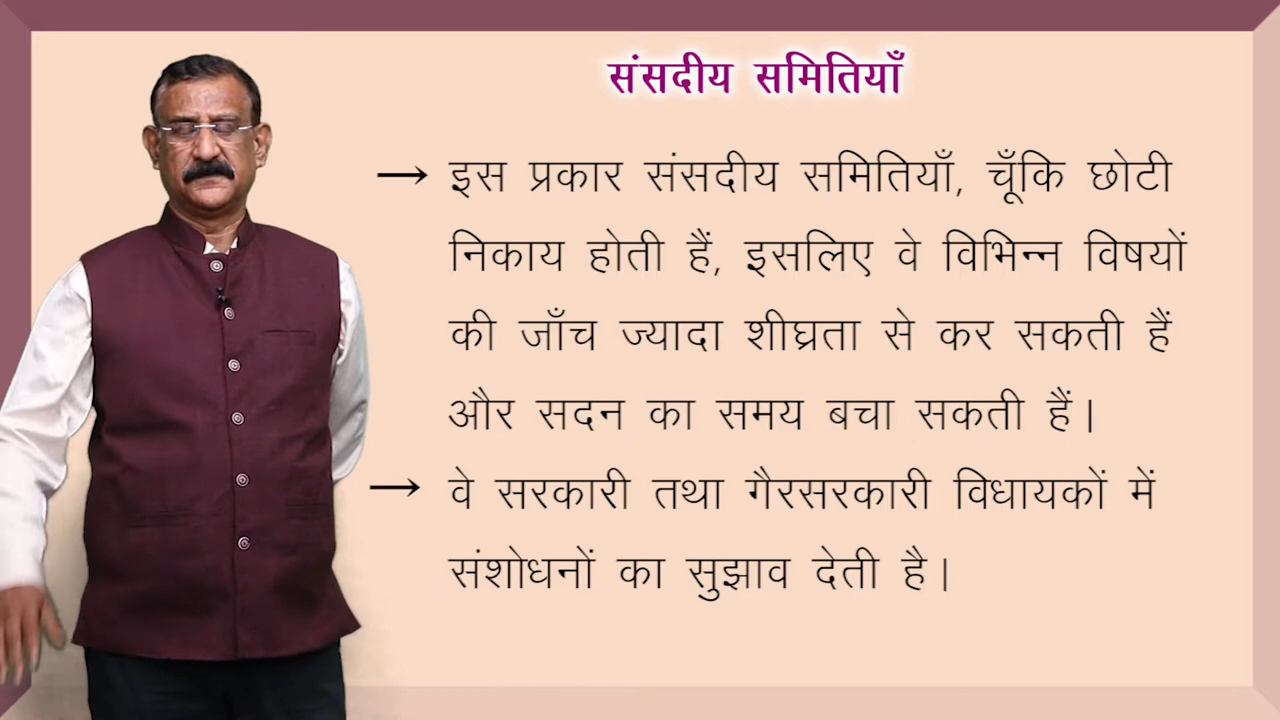 संसदीय समितियाँ
→ इस प्रकार संसदीय समितियाँ, चूँकि छोटी
निकाय होती हैं, इसलिए वे विभिन्न विषयों
की जाँच ज्यादा शीघ्रता से कर सकती हैं
और सदन का समय बचा सकती हैं।
→ वे सरकारी तथा गैरसरकारी विधायकों में
संशोधनों का सुझाव देती है।